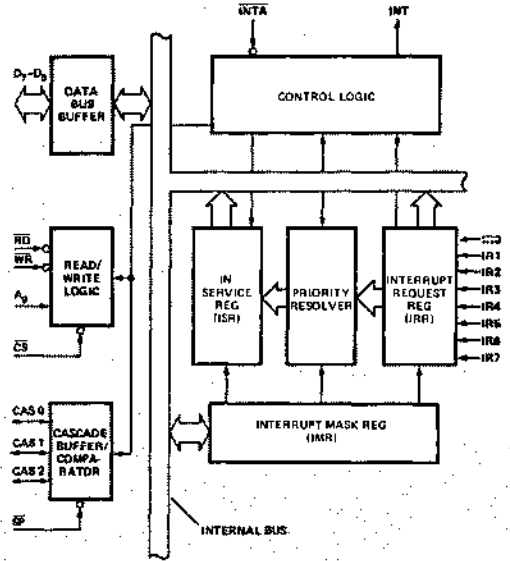 INTA
INT
D7-D0
DATA
BUS
BUFFER
CONTROL LOGIC
RD
WR
A0
CS
READ/
WRITE
LOGIC
IN
SERVICE
REG
(ISR)
PRIORITY
RESOLVER
INTERRUPT
REQUEST
REG
(IRR)
IR0
IR1
IR2
IR3
IR4
IR5
IR6
IR7
CAS 0
CAS 1
CAS 2
CASCADE
BUFFER/
COMPA-
RATOR
SP
INTERRUPT MASK REG
(IMR)
INTERNAL BUS